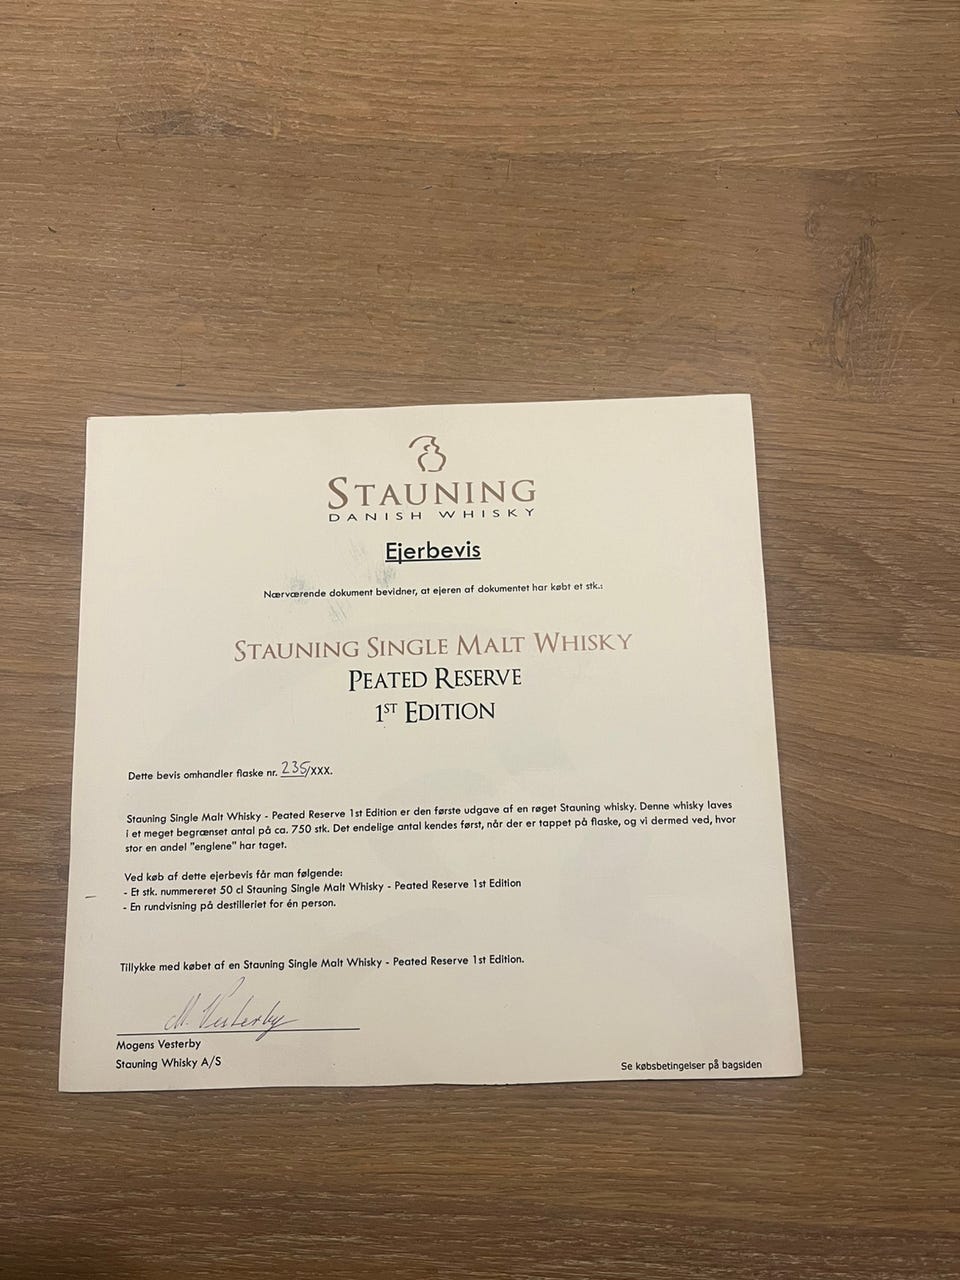 STAUNING
DANISH WHISKY
Ejerbevis
Nærværende dokument bevidner, at ejeren af dokumentet har købt et stk.:
STAUNING SINGLE MALT WHISKY
PEATED RESERVE
1ST EDITION
Dette bevis omhandler flaske nr. 235/XXX.
Stauning Single Malt Whisky - Peated Reserve 1st Edition er den første udgave af en røget Stauning whisky. Denne whisky laves
i et meget begrænset antal på ca. 750 stk. Det endelige antal kendes først, når der er tappet på flaske, og vi dermed ved, hvor
stor en andel "englene" har taget.
Ved køb af dette ejerbevis får man følgende:
- Et stk. nummereret 50 cl Stauning Single Malt Whisky - Peated Reserve 1st Edition
- En rundvisning på destilleriet for én person.
Tillykke med købet af en Stauning Single Malt Whisky - Peated Reserve 1st Edition.
M. Vesterby
Mogens Vesterby
Stauning Whisky A/S
Se købsbetingelser på bagsiden